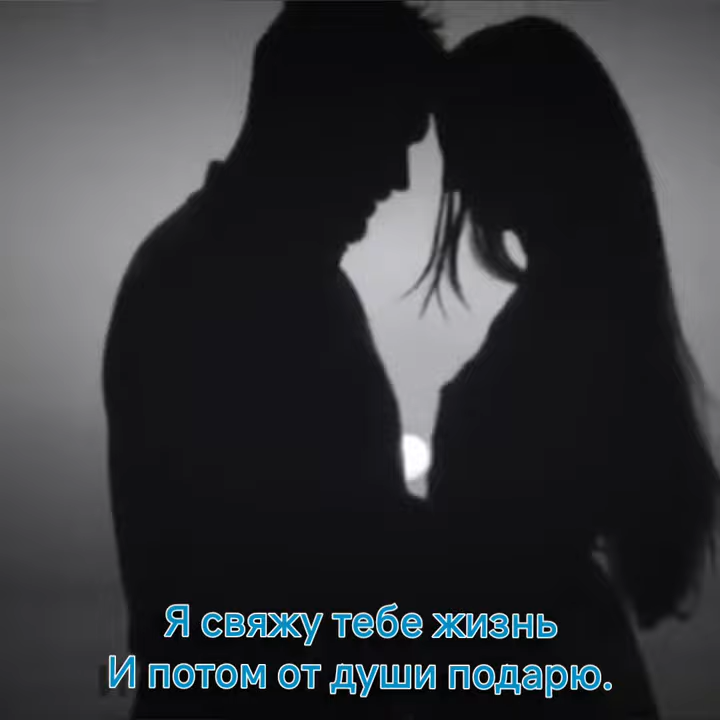 Я свяжу тебе жизнь
И потом от души подарю.